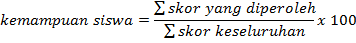 kemampuan siswa = ∑ skor yang diperoleh / ∑ skor keseluruhan x 100